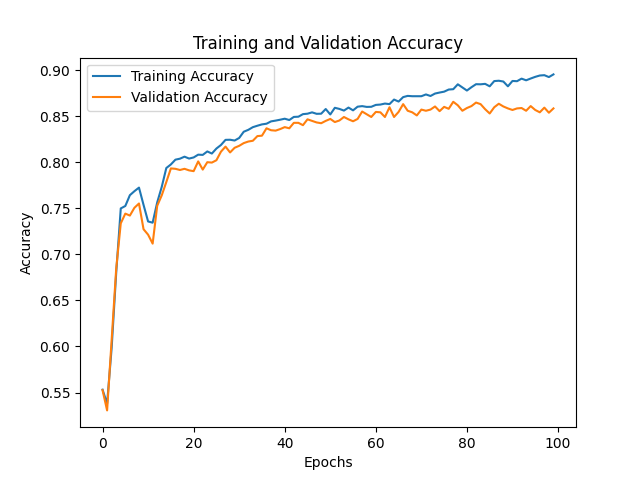 Training and Validation Accuracy
Training Accuracy
Validation Accuracy
0.90
0.85
0.80
0.75
0.70
0.65
0.60
0.55
Accuracy
0 20 40 60 80 100
Epochs